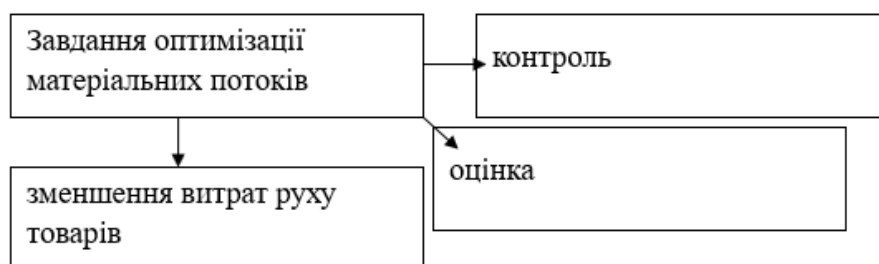 Завдання оптимізації
матеріальних потоків
контроль
оцінка
зменшення витрат руху
товарів